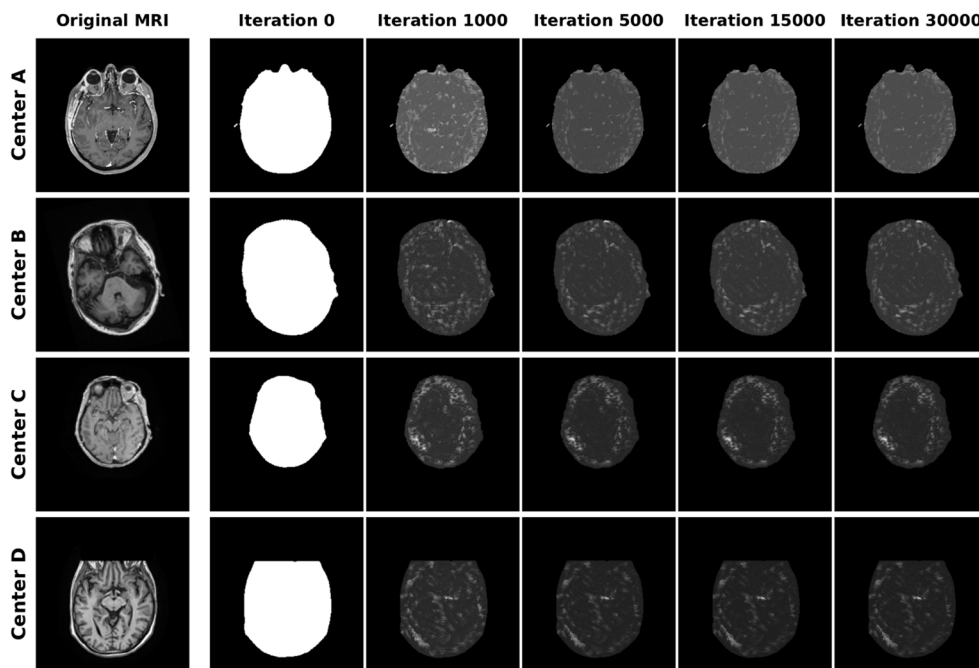 Original MRI Iteration 0 Iteration 1000 Iteration 5000 Iteration 15000 Iteration 30000
Center A
Center B
Center C
Center D